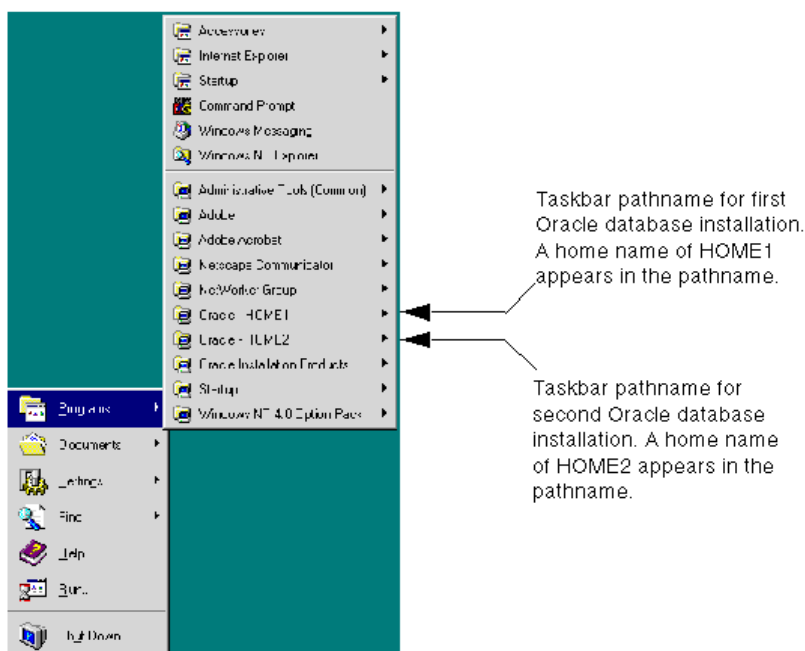 Accessories
Internet Explorer
Startup
Command Prompt
Windows Messaging
Windows NT Explorer
Administrative Tools (Common)
Adobe
Adobe Acrobat
Netscape Communicator
NetWorker Group
Oracle - HOME1
Oracle - HOME2
Oracle Installation Products
Startup
Windows NT 4.0 Option Pack
Programs
Documents
Settings
Find
Help
Run...
Shut Down...
Taskbar pathname for first
Oracle database installation.
A home name of HOME1
appears in the pathname.
Taskbar pathname for
second Oracle database
installation. A home name
of HOME2 appears in the
pathname.